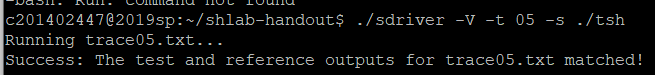 -bash: Run: command not found
c201402447@2019sp:~/shlab-handout$ ./sdriver -V -t 05 -s ./tsh
Running trace05.txt...
Success: The test and reference outputs for trace05.txt matched!